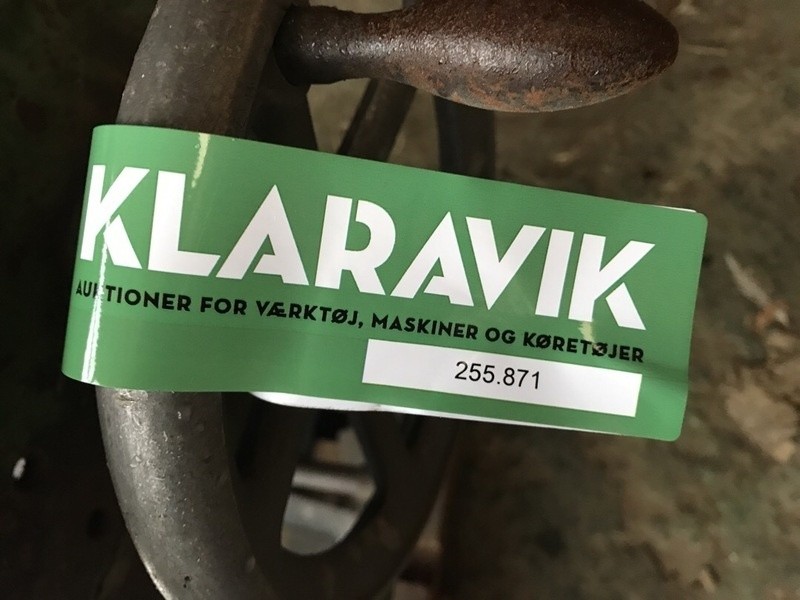 KLARAVIK
AUKTIONER FOR VÆRKTØJ, MASKINER OG KØRETØJER
255.871